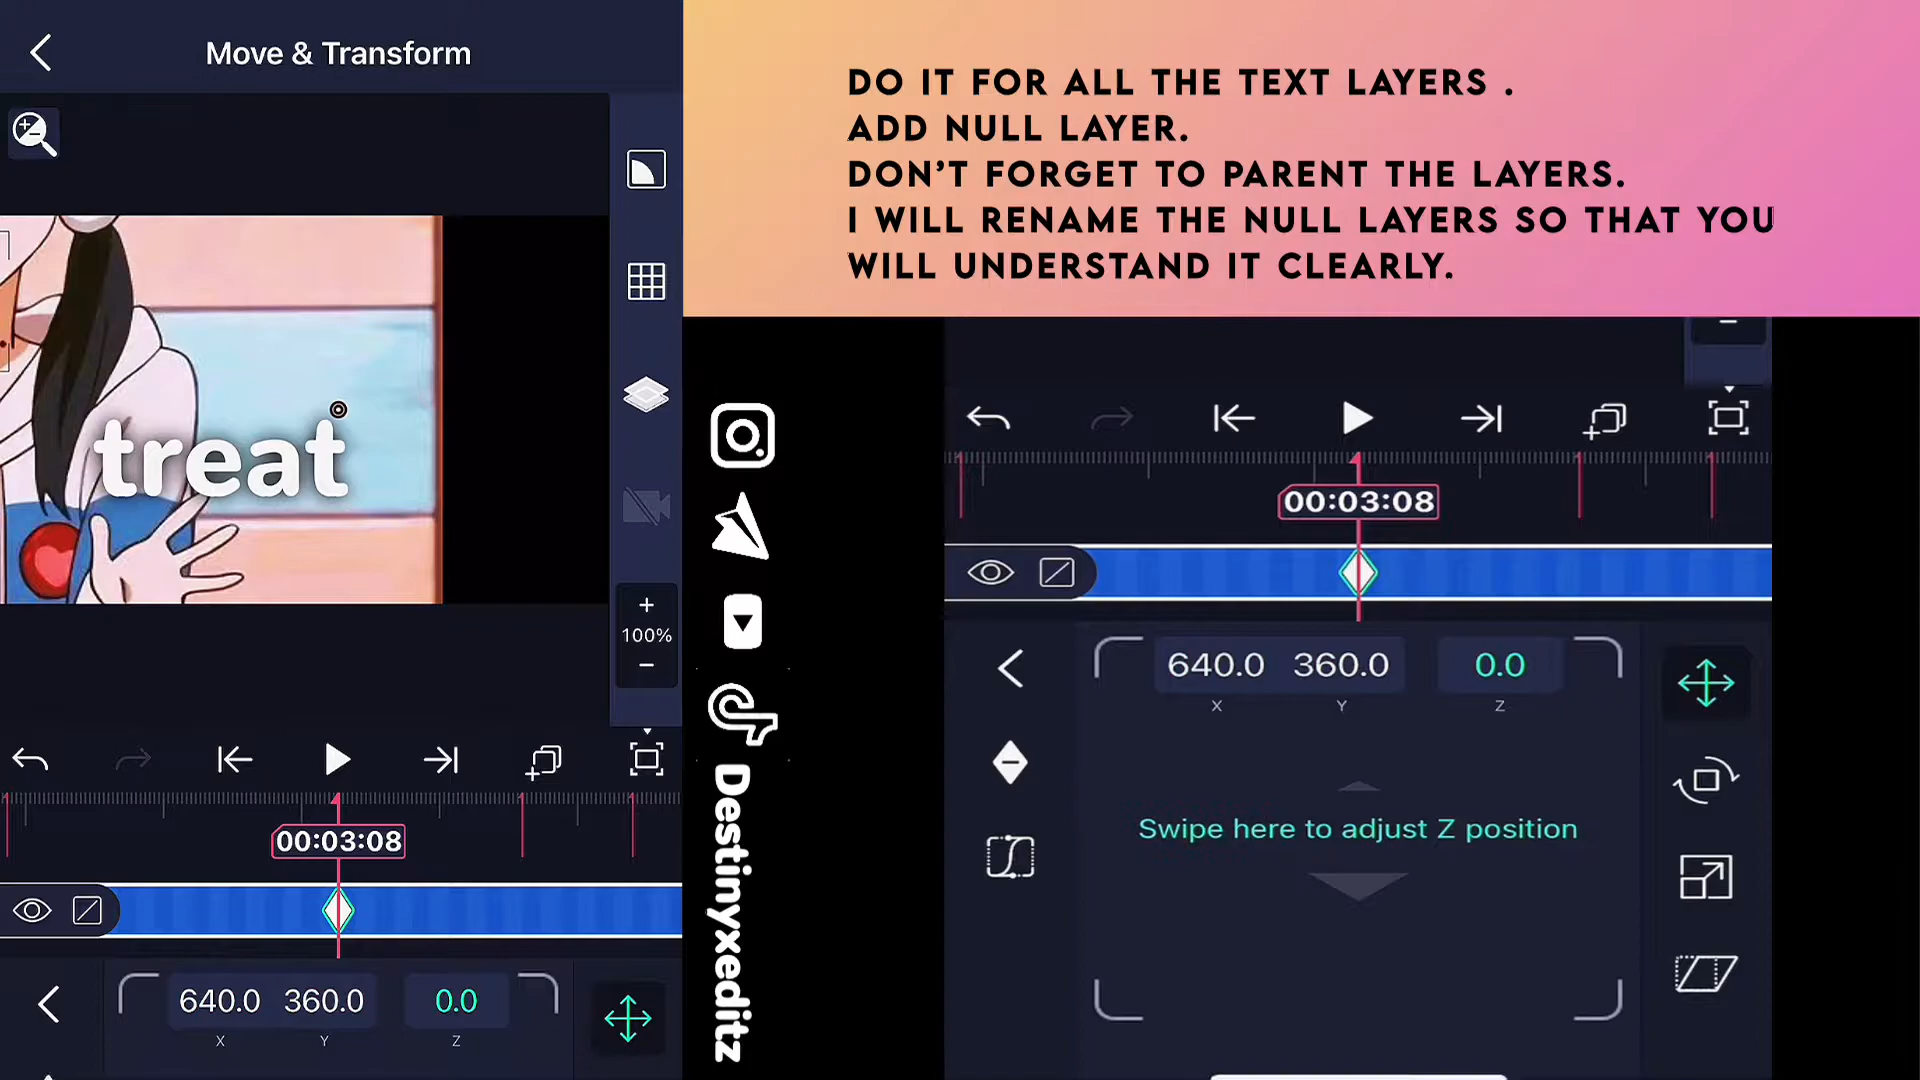 Move & Transform
treat
+
100%
−
00:03:08
640.0 360.0 0.0
X Y Z
DO IT FOR ALL THE TEXT LAYERS .
ADD NULL LAYER.
DON’T FORGET TO PARENT THE LAYERS.
I WILL RENAME THE NULL LAYERS SO THAT YOU
WILL UNDERSTAND IT CLEARLY.
Destinyxeditz
00:03:08
640.0 360.0 0.0
X Y Z
Swipe here to adjust Z position